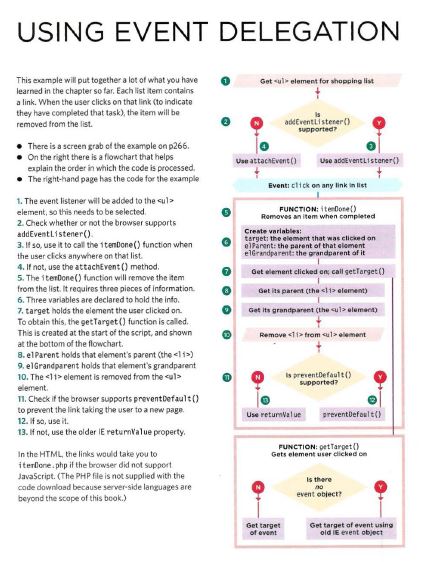 USING EVENT DELEGATION
This example will put together a lot of what you have
learned in the chapter so far. Each list item contains
a link. When the user clicks on that link (to indicate
they have completed that task), the item will be
removed from the list.
● There is a screen grab of the example on p266.
● On the right there is a flowchart that helps
explain the order in which the code is processed.
● The right-hand page has the code for the example
1. The event listener will be added to the <ul>
element, so this needs to be selected.
2. Check whether or not the browser supports
addEventListener().
3. If so, use it to call the itemDone() function when
the user clicks anywhere on that list.
4. If not, use the attachEvent() method.
5. The itemDone() function will remove the item
from the list. It requires three pieces of information.
6. Three variables are declared to hold the info.
7. target holds the element the user clicked on.
To obtain this, the getTarget() function is called.
This is created at the start of the script, and shown
at the bottom of the flowchart.
8. elParent holds that element's parent (the <li>)
9. elGrandparent holds that element's grandparent
10. The <li> element is removed from the <ul>
element.
11. Check if the browser supports preventDefault()
to prevent the link taking the user to a new page.
12. If so, use it.
13. If not, use the older IE returnValue property.
In the HTML, the links would take you to
itemDone.php if the browser did not support
JavaScript. (The PHP file is not supplied with the
code download because server-side languages are
beyond the scope of this book.)
1 Get <ul> element for shopping list
2
N
Is
addEventListener()
supported?
Y
4
3
Use attachEvent()
Use addEventListener()
Event: click on any link in list
5
FUNCTION: itemDone()
Removes an item when completed
6
Create variables:
target: the element that was clicked on
elParent: the parent of that element
elGrandparent: the grandparent of it
7 Get element clicked on; call getTarget()
8 Get its parent (the <li> element)
9 Get its grandparent (the <ul> element)
10 Remove <li> from <ul> element
11
N
Is preventDefault()
supported?
Y
13
12
Use returnValue
preventDefault()
FUNCTION: getTarget()
Gets element user clicked on
N
Is there
no
event object?
Y
Get target
of event
Get target of event using
old IE event object